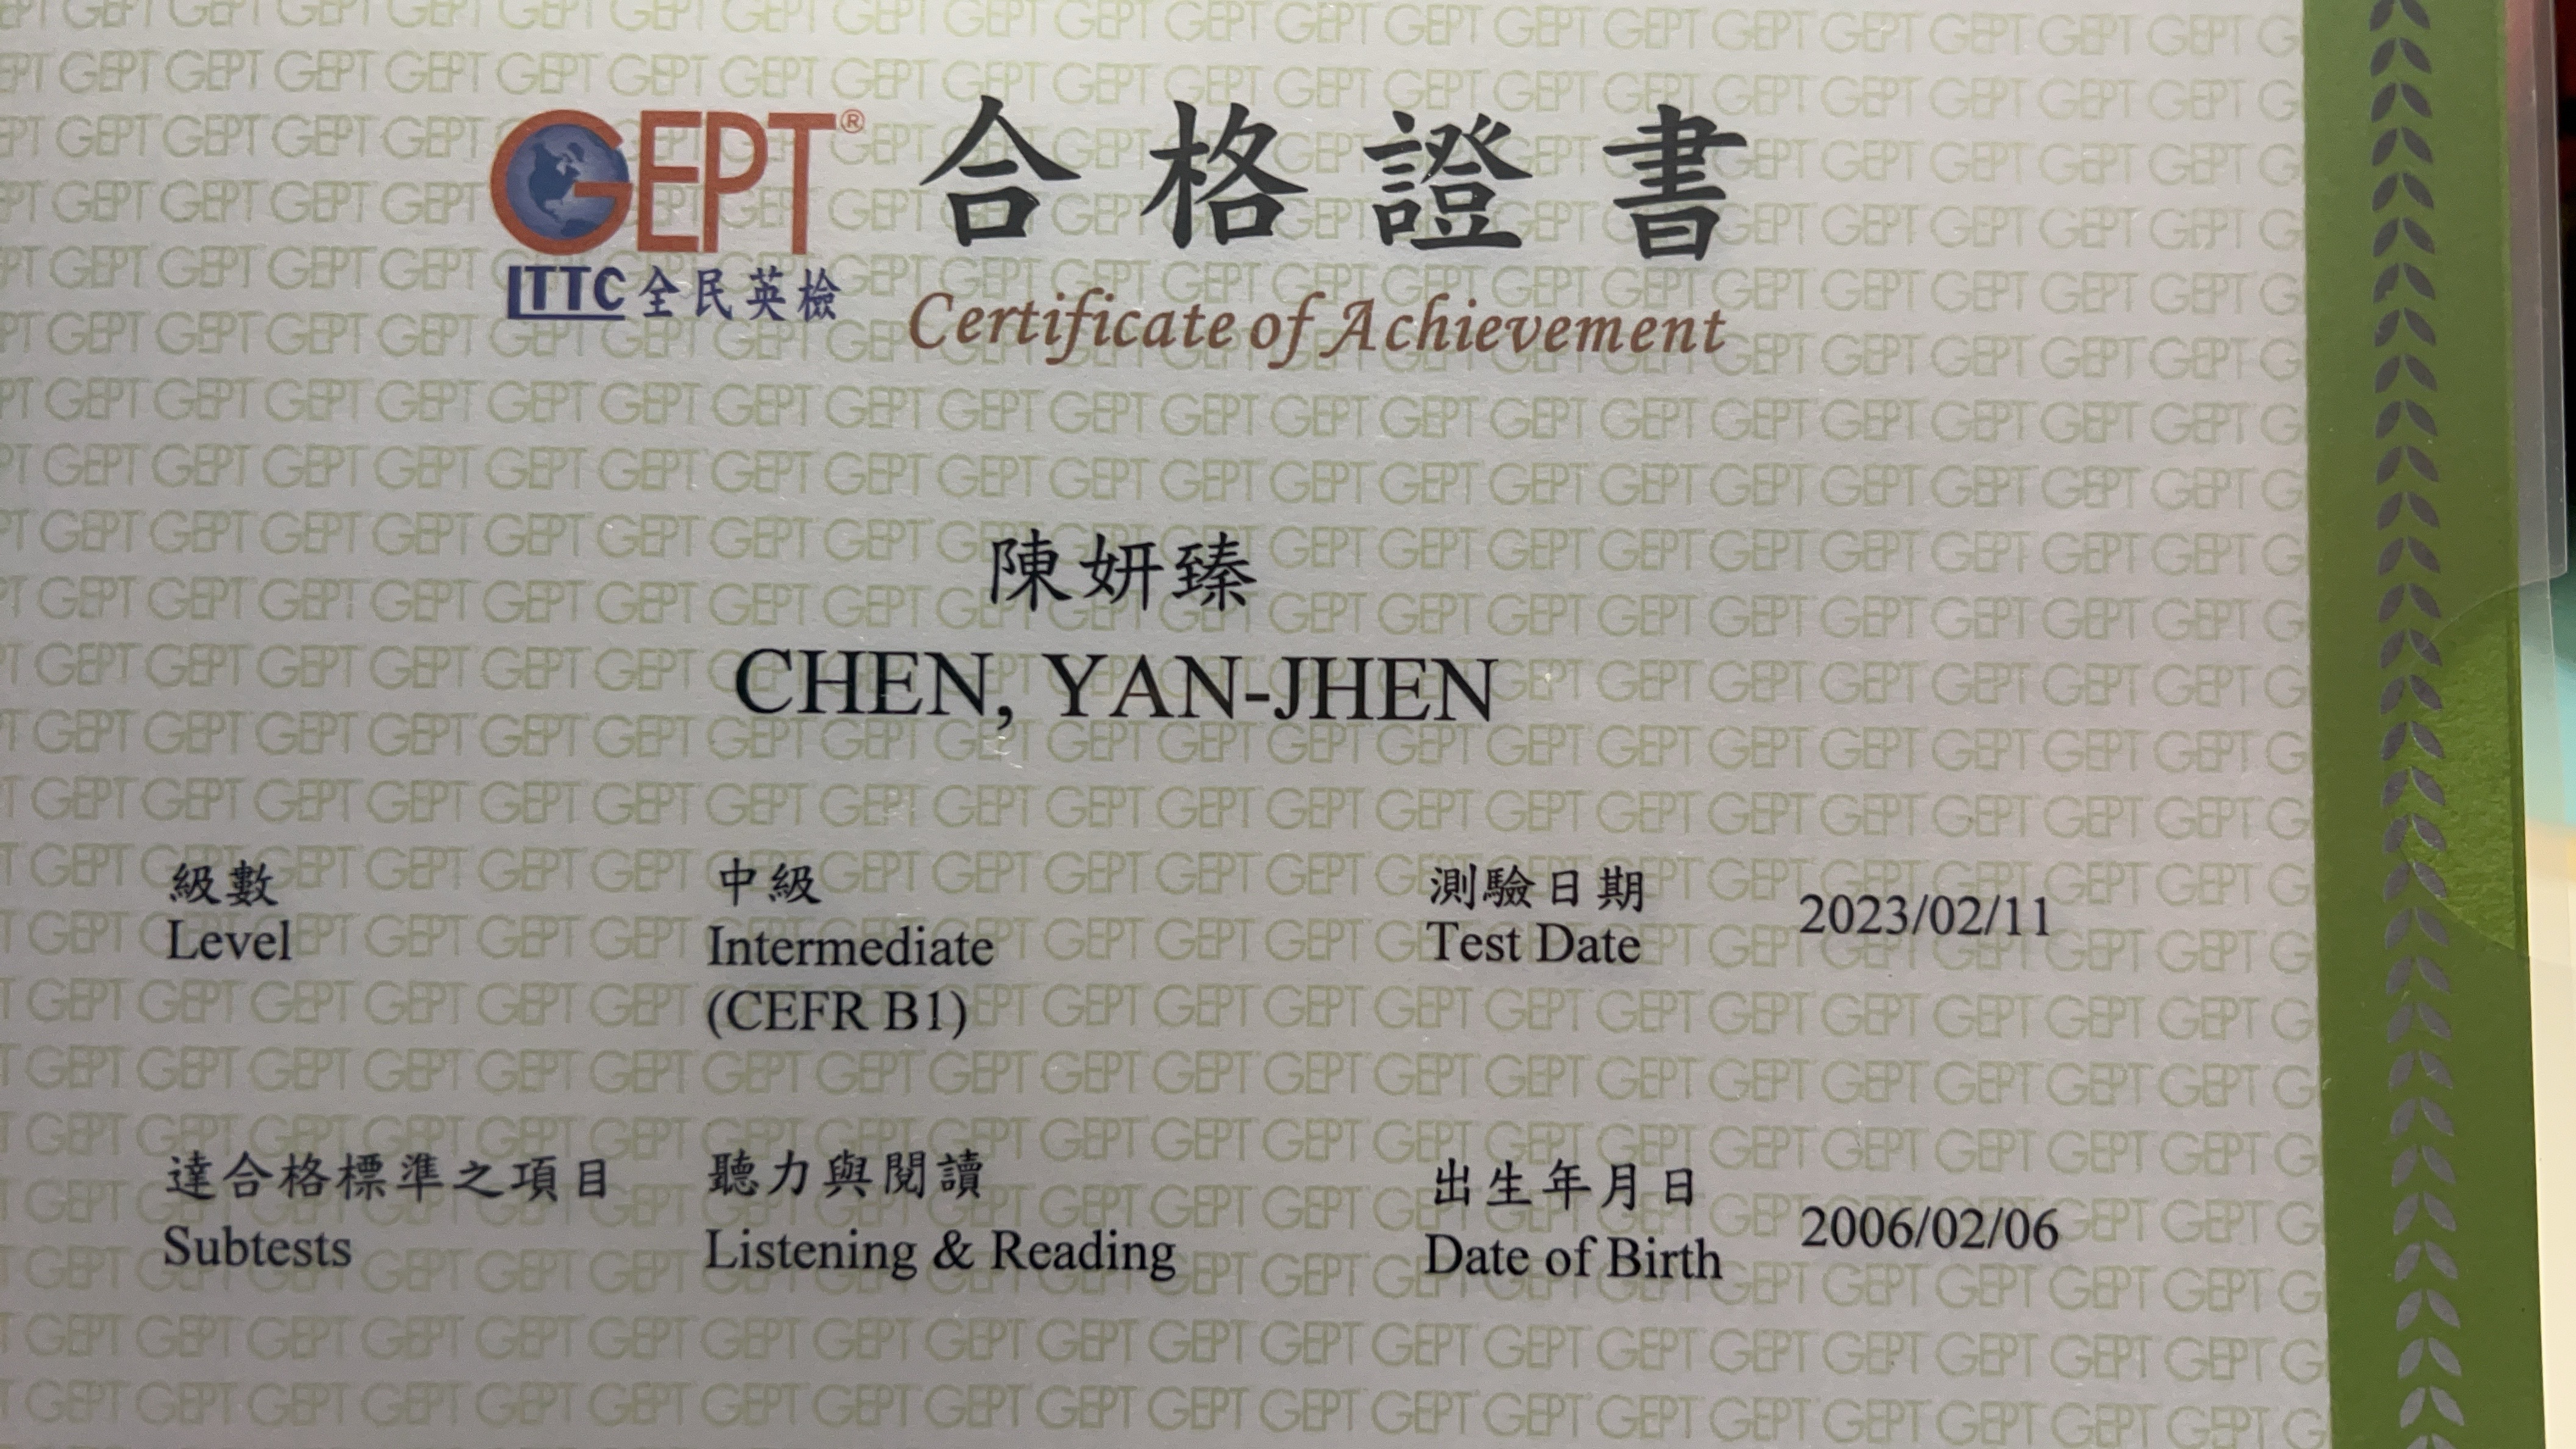 GEPT®
LTTC 全民英檢
合格證書
Certificate of Achievement
陳妍臻
CHEN, YAN-JHEN
級數
Level
中級
Intermediate
(CEFR B1)
測驗日期
Test Date
2023/02/11
達合格標準之項目
Subtests
聽力與閱讀
Listening & Reading
出生年月日
Date of Birth
2006/02/06